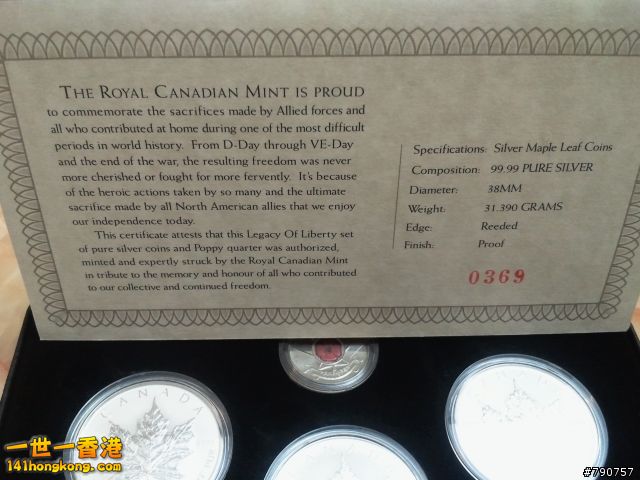 THE ROYAL CANADIAN MINT IS PROUD
to commemorate the sacrifices made by Allied forces and
all who contributed at home during one of the most difficult
periods in world history. From D-Day through VE-Day
and the end of the war, the resulting freedom was never
more cherished or fought for more fervently. It's because
of the heroic actions taken by so many and the ultimate
sacrifice made by all North American allies that we enjoy
our independence today.
This certificate attests that this Legacy Of Liberty set
of pure silver coins and Poppy quarter was authorized,
minted and expertly struck by the Royal Canadian Mint
in tribute to the memory and honour of all who contributed
to our collective and continued freedom.
Specifications: Silver Maple Leaf Coins
Composition: 99.99 PURE SILVER
Diameter: 38MM
Weight: 31.390 GRAMS
Edge: Reeded
Finish: Proof
0369
CANADA
一世一香港
141hongkong.com
#790757